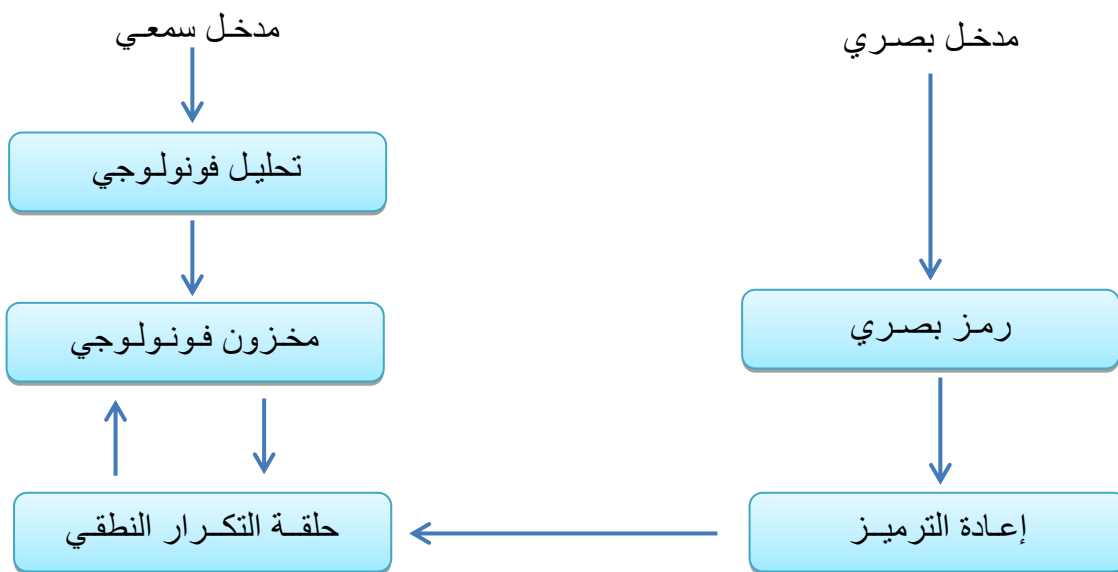 مدخل بصري
مدخل سمعي
تحليل فونولوجي
رمز بصري
مخزون فونولوجي
إعادة الترميز
حلقة التكرار النطقي